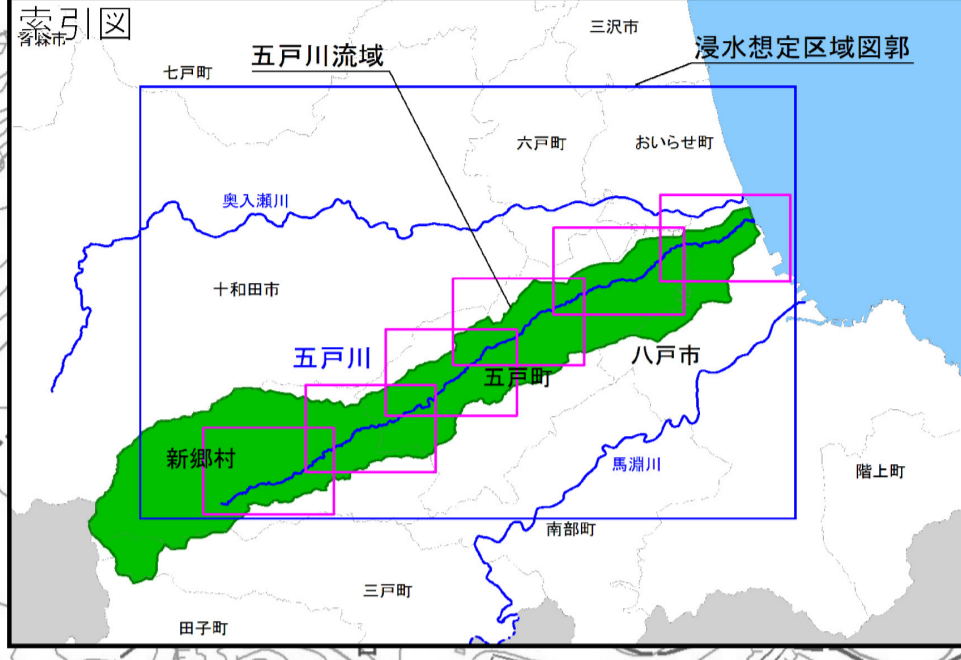 索引図
青森市
三沢市
五戸川流域
浸水想定区域図郭
七戸町
六戸町
おいらせ町
奥入瀬川
十和田市
五戸川
八戸市
五戸町
新郷村
馬淵川
階上町
南部町
三戸町
田子町